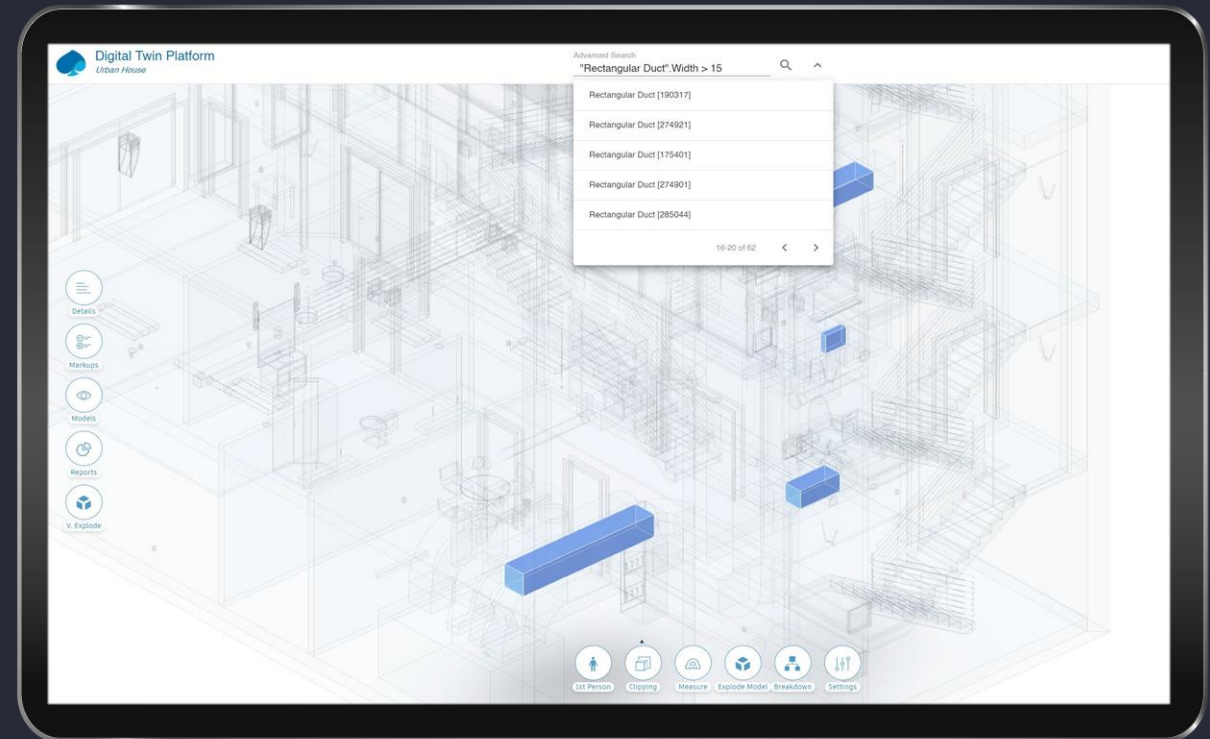 Digital Twin Platform
Urban House
Advanced Search
"Rectangular Duct".Width > 15
Rectangular Duct [190317]
Rectangular Duct [274921]
Rectangular Duct [175401]
Rectangular Duct [274901]
Rectangular Duct [285044]
16-20 of 62
Details
Markups
Models
Reports
V. Explode
1st Person
Clipping
Measure
Explode Model
Breakdown
Settings